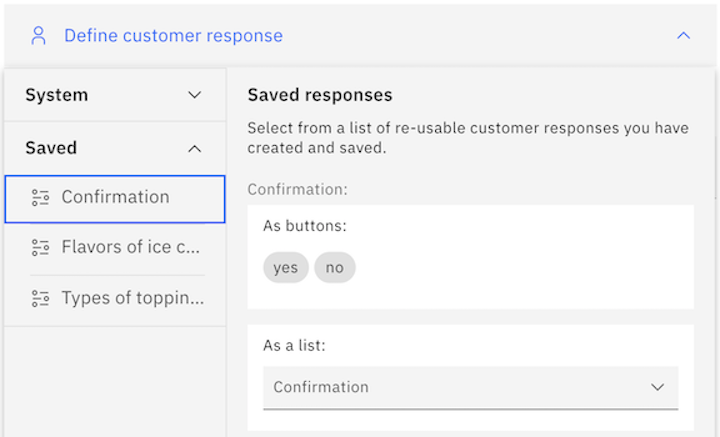 Define customer response
System
Saved
Confirmation
Flavors of ice c...
Types of toppin...
Saved responses
Select from a list of re-usable customer responses you have
created and saved.
Confirmation:
As buttons:
yes no
As a list:
Confirmation